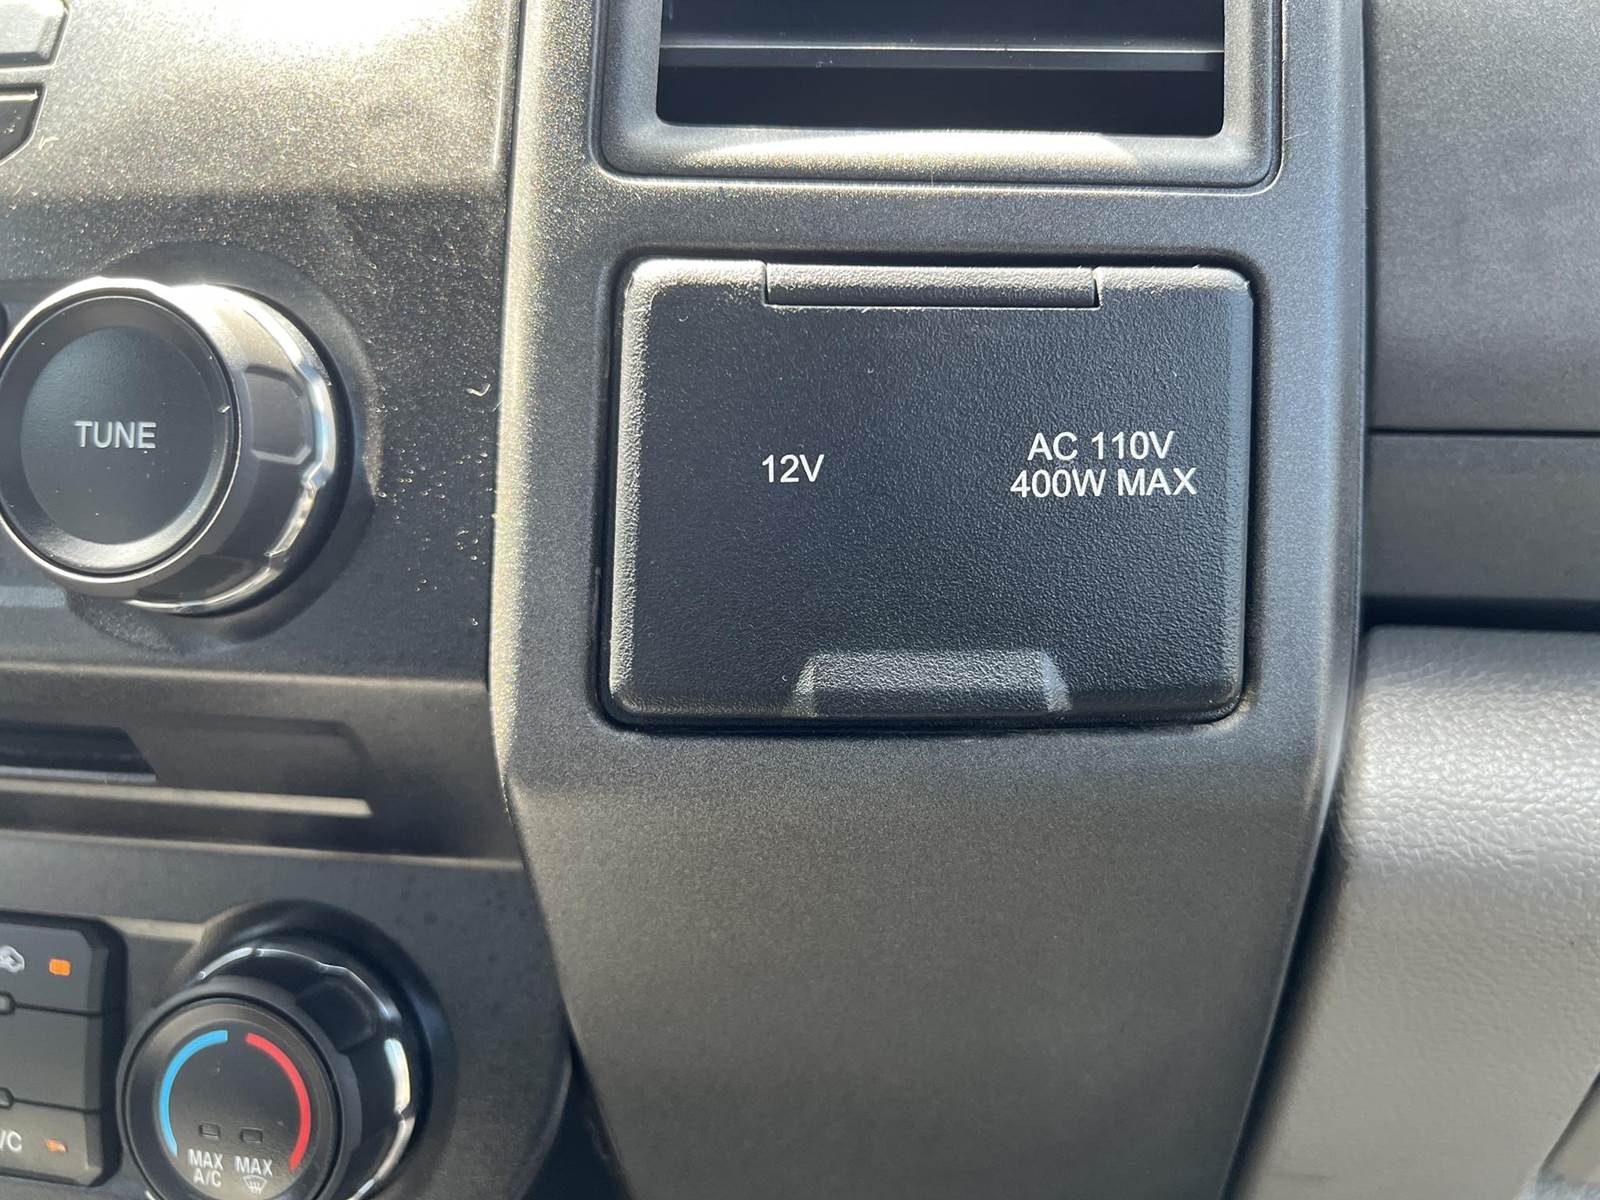 TUNE
12V
AC 110V
400W MAX
MAX
A/C
MAX